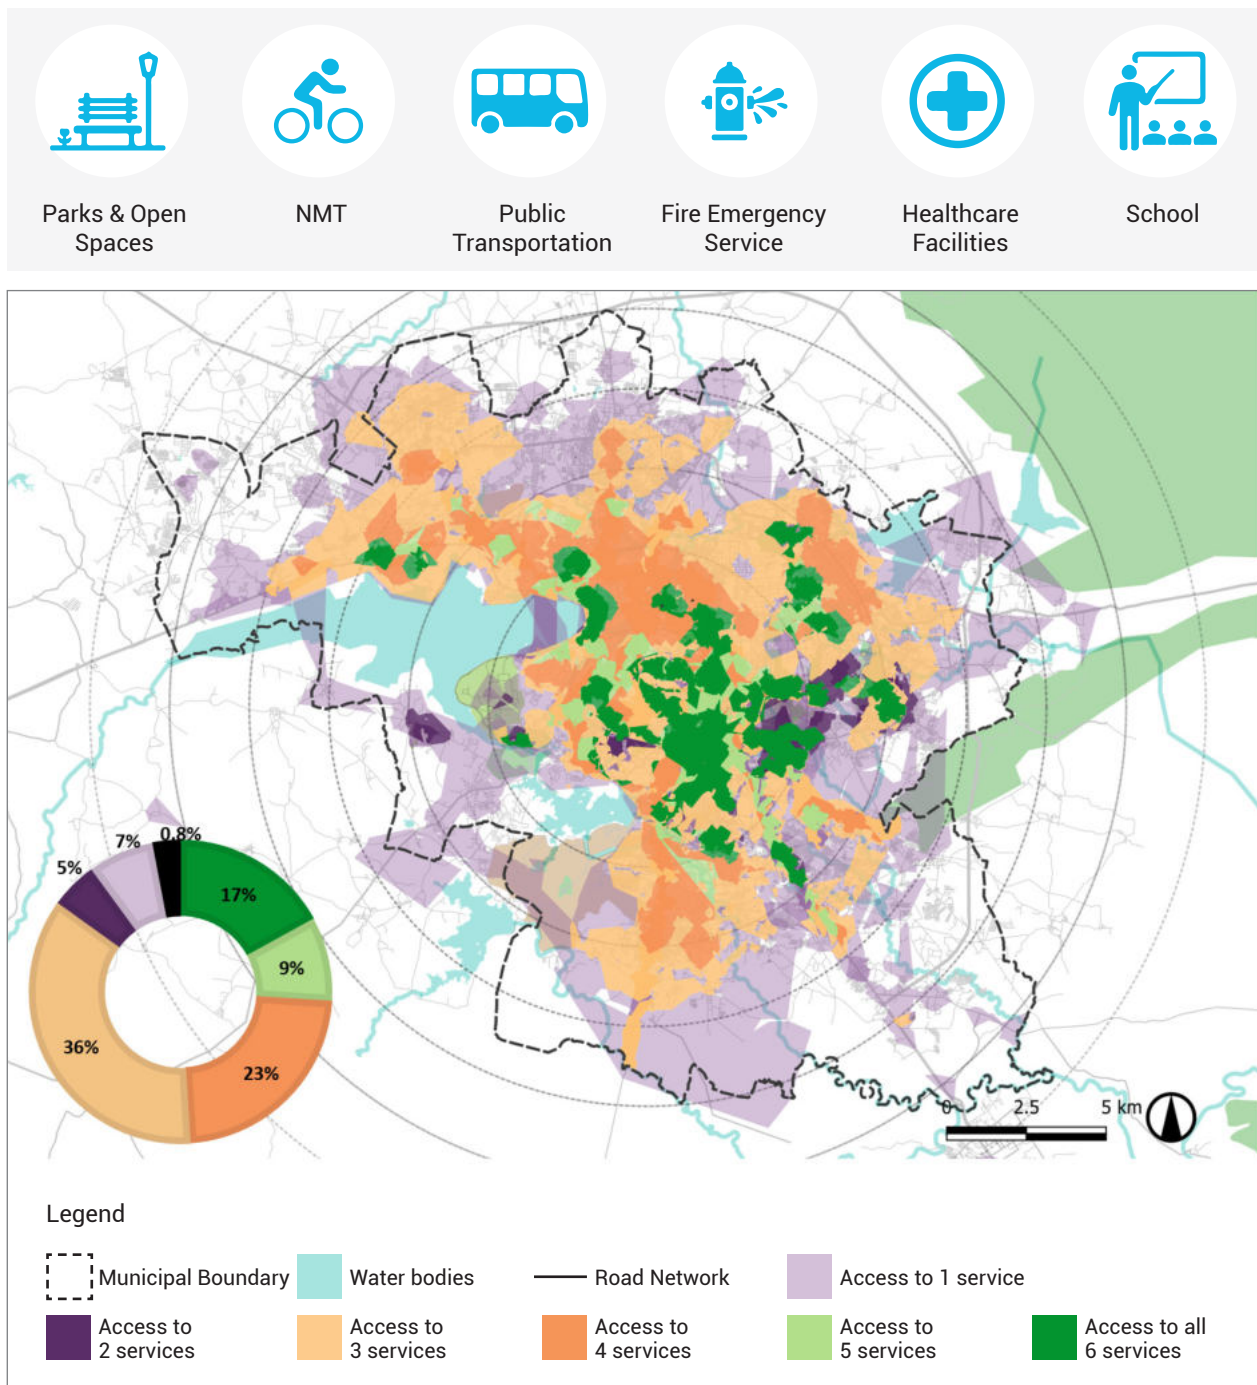 Parks & Open
Spaces
NMT
Public
Transportation
Fire Emergency
Service
Healthcare
Facilities
School
0.8%
7%
5%
17%
9%
36%
23%
0 2.5 5 km
Legend
Municipal Boundary
Water bodies
Road Network
Access to 1 service
Access to
2 services
Access to
3 services
Access to
4 services
Access to
5 services
Access to all
6 services